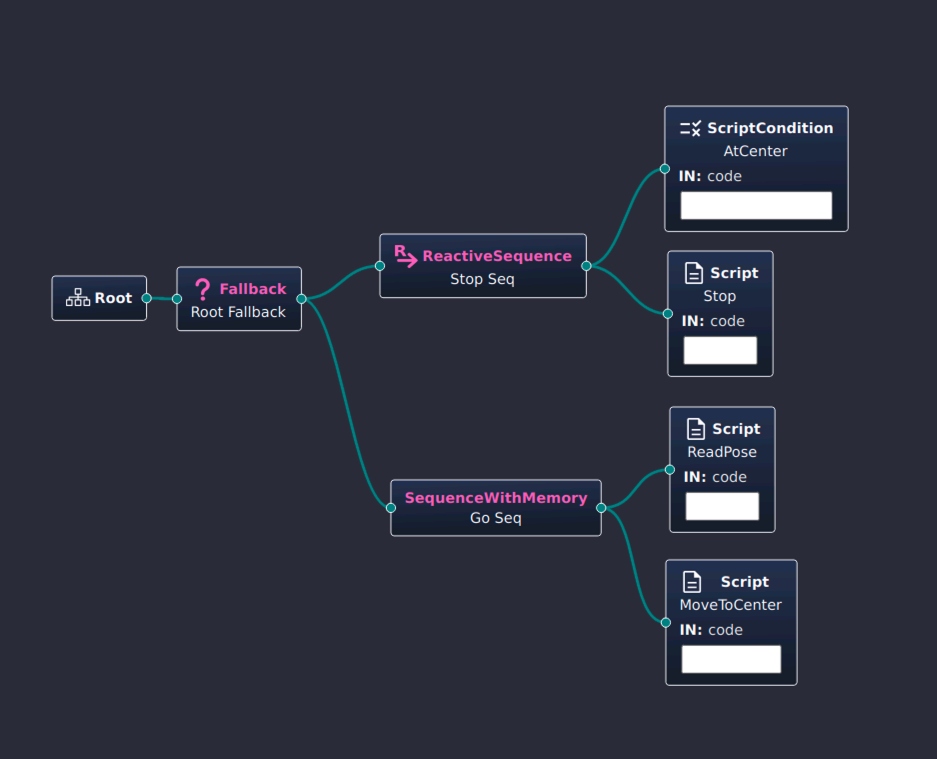 Root
Fallback
Root Fallback
R ReactiveSequence
Stop Seq
ScriptCondition
AtCenter
IN: code
Script
Stop
IN: code
SequenceWithMemory
Go Seq
Script
ReadPose
IN: code
Script
MoveToCenter
IN: code